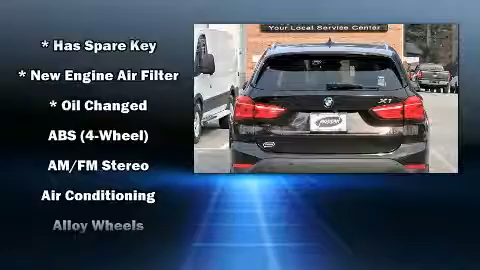 * Has Spare Key
* New Engine Air Filter
* Oil Changed
ABS (4-Wheel)
AM/FM Stereo
Air Conditioning
Alloy Wheels
Your Local Service Center
X1